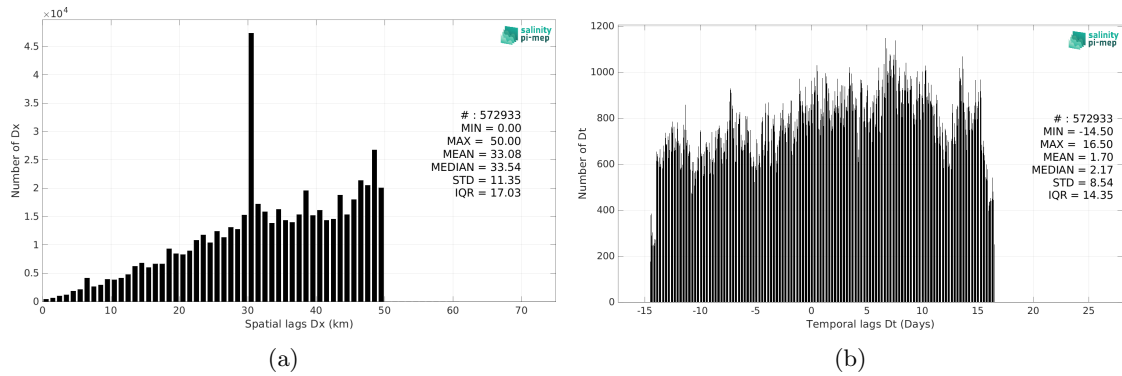 ×10⁴
4.5
4
3.5
3
2.5
2
1.5
1
0.5
0
Number of Dx
0 10 20 30 40 50 60 70
Spatial lags Dx (km)
salinity
pi-mep
# : 572933
MIN = 0.00
MAX = 50.00
MEAN = 33.08
MEDIAN = 33.54
STD = 11.35
IQR = 17.03
(a)
1200
1000
800
600
400
200
0
Number of Dt
-15 -10 -5 0 5 10 15 20 25
Temporal lags Dt (Days)
salinity
pi-mep
# : 572933
MIN = -14.50
MAX = 16.50
MEAN = 1.70
MEDIAN = 2.17
STD = 8.54
IQR = 14.35
(b)